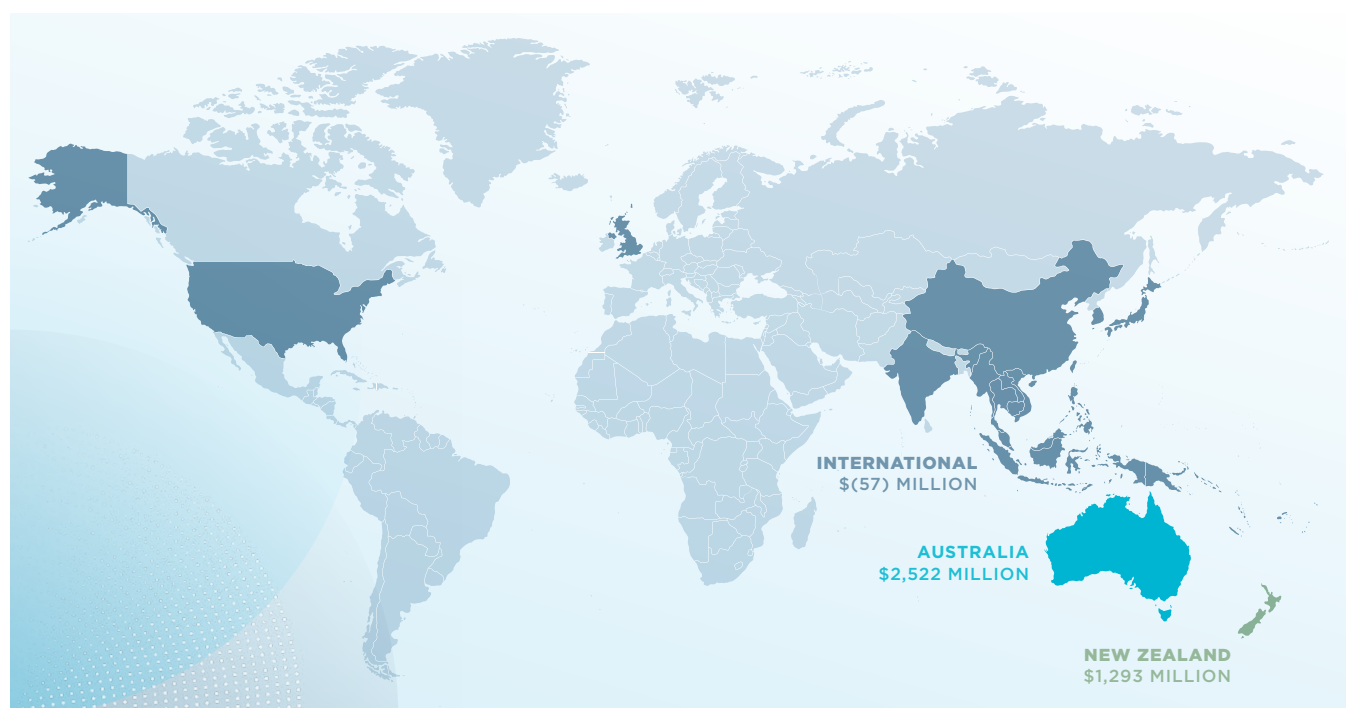 INTERNATIONAL
$(57) MILLION
AUSTRALIA
$2,522 MILLION
NEW ZEALAND
$1,293 MILLION